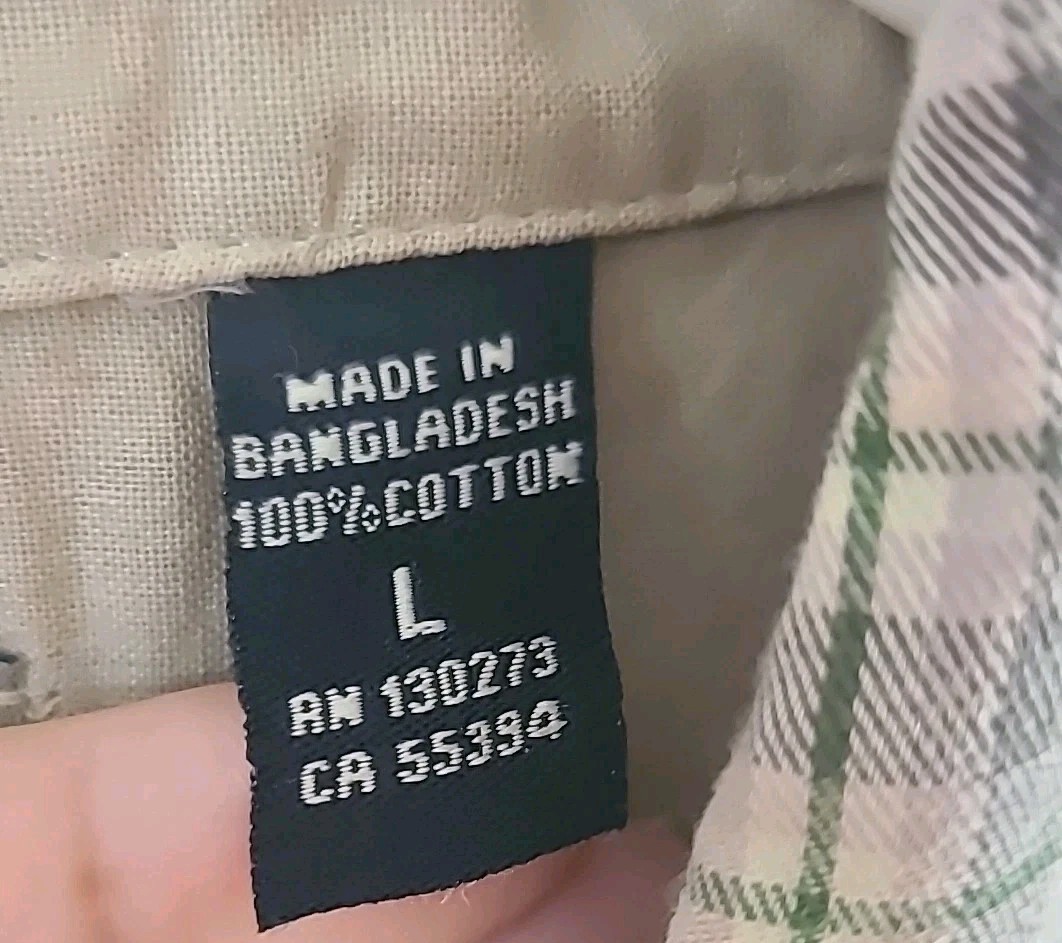 MADE IN
BANGLADESH
100%COTTON
L
RN 130273
CA 55394